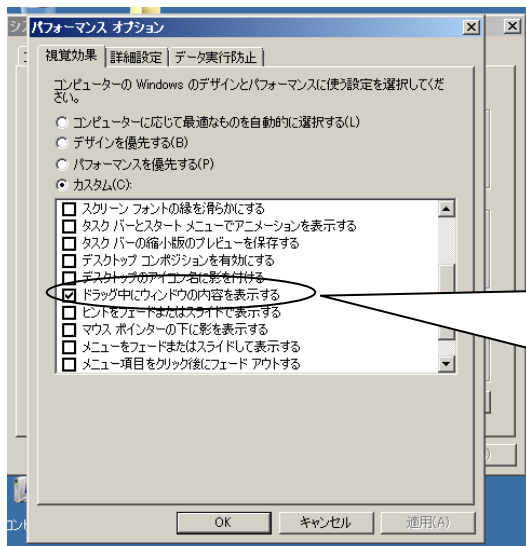 パフォーマンス オプション
視覚効果 詳細設定 データ実行防止
コンピューターの Windows のデザインとパフォーマンスに使う設定を選択してくだ
さい。
コンピューターに応じて最適なものを自動的に選択する(L)
デザインを優先する(B)
パフォーマンスを優先する(P)
カスタム(C):
スクリーン フォントの縁を滑らかにする
タスク バーとスタート メニューでアニメーションを表示する
タスク バーの縮小版のプレビューを保存する
デスクトップ コンポジションを有効にする
デスクトップのアイコン名に影を付ける
ドラッグ中にウィンドウの内容を表示する
ヒントをフェードまたはスライドで表示する
マウス ポインターの下に影を表示する
メニューをフェードまたはスライドして表示する
メニュー項目をクリック後にフェード アウトする
OK キャンセル 適用(A)